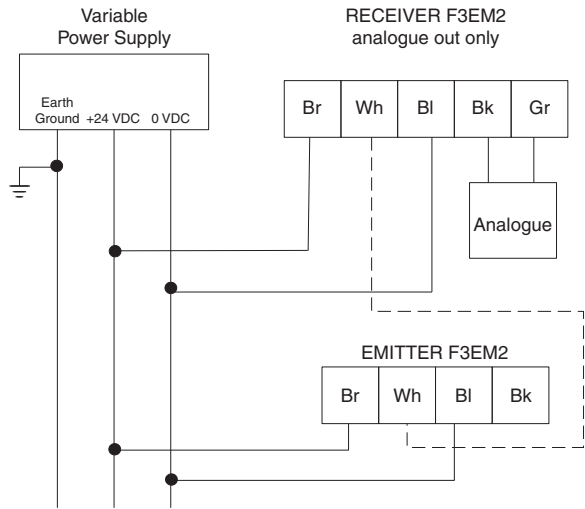 Variable
Power Supply
Earth
Ground +24 VDC 0 VDC
RECEIVER F3EM2
analogue out only
Br Wh Bl Bk Gr
Analogue
EMITTER F3EM2
Br Wh Bl Bk